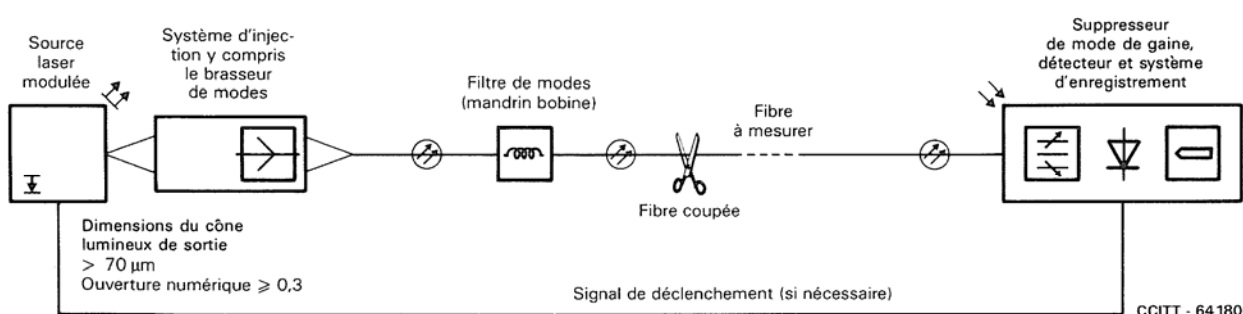 Source
laser
modulée
Système d'injec-
tion y compris
le brasseur
de modes
Filtre de modes
(mandrin bobine)
Fibre
à mesurer
Suppresseur
de mode de gaine,
détecteur et système
d'enregistrement
Fibre coupée
Dimensions du cône
lumineux de sortie
> 70 µm
Ouverture numérique ⩾ 0,3
Signal de déclenchement (si nécessaire)
CCITT - 64180